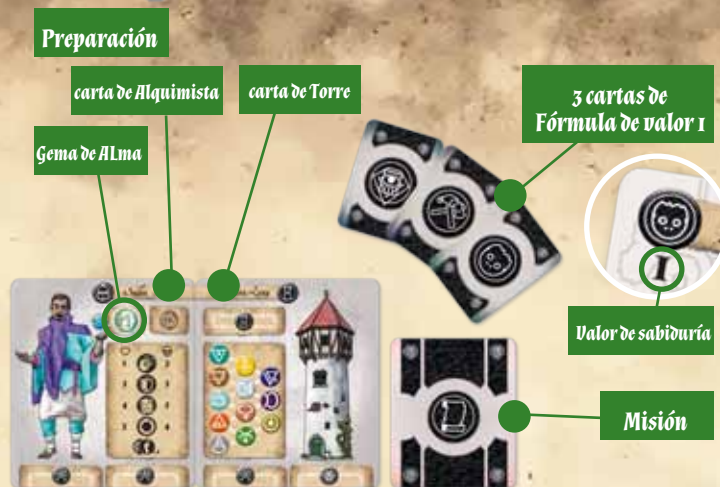 Preparación
carta de Alquimista
carta de Torre
3 cartas de
Fórmula de valor 1
Gema de ALma
1
Valor de sabiduría
Misión